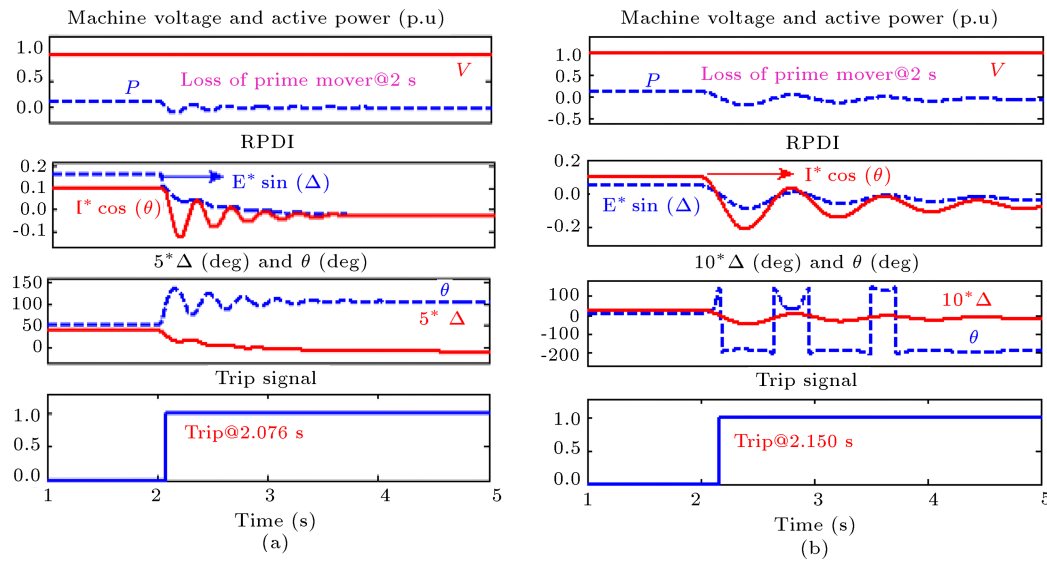 Machine voltage and active power (p.u)
1.0
0.5
0.0
P
Loss of prime mover@2 s
V
RPDI
0.2
0.1
0.0
-0.1
E* sin (Δ)
I* cos (θ)
5*Δ (deg) and θ (deg)
150
100
50
0
θ
5* Δ
Trip signal
1.0
0.5
0.0
Trip@2.076 s
1 2 3 4 5
Time (s)
(a)
Machine voltage and active power (p.u)
1.0
0.5
0.0
-0.5
P
Loss of prime mover@2 s
V
RPDI
0.2
0.0
-0.2
I* cos (θ)
E* sin (Δ)
10*Δ (deg) and θ (deg)
100
0
-100
-200
10*Δ
θ
Trip signal
1.0
0.5
0.0
Trip@2.150 s
1 2 3 4 5
Time (s)
(b)